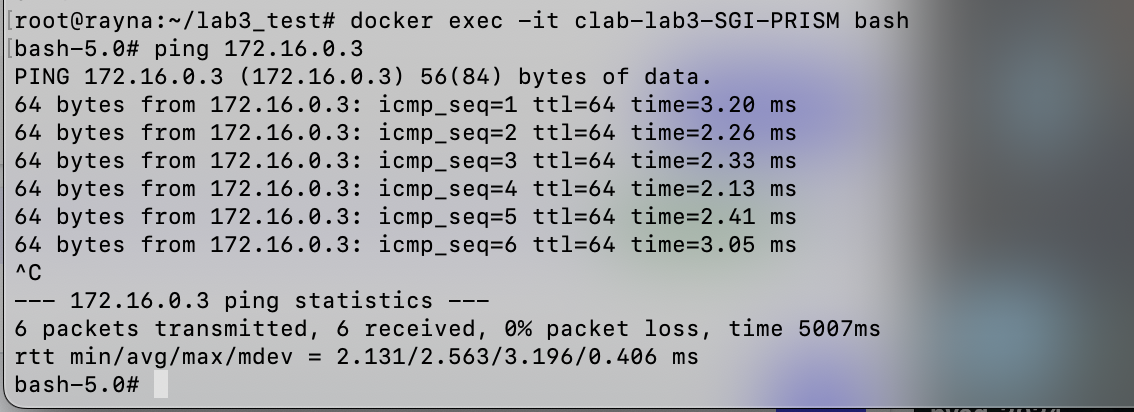 [root@rayna:~/lab3_test# docker exec -it clab-lab3-SGI-PRISM bash
[bash-5.0# ping 172.16.0.3
PING 172.16.0.3 (172.16.0.3) 56(84) bytes of data.
64 bytes from 172.16.0.3: icmp_seq=1 ttl=64 time=3.20 ms
64 bytes from 172.16.0.3: icmp_seq=2 ttl=64 time=2.26 ms
64 bytes from 172.16.0.3: icmp_seq=3 ttl=64 time=2.33 ms
64 bytes from 172.16.0.3: icmp_seq=4 ttl=64 time=2.13 ms
64 bytes from 172.16.0.3: icmp_seq=5 ttl=64 time=2.41 ms
64 bytes from 172.16.0.3: icmp_seq=6 ttl=64 time=3.05 ms
^C
--- 172.16.0.3 ping statistics ---
6 packets transmitted, 6 received, 0% packet loss, time 5007ms
rtt min/avg/max/mdev = 2.131/2.563/3.196/0.406 ms
bash-5.0#